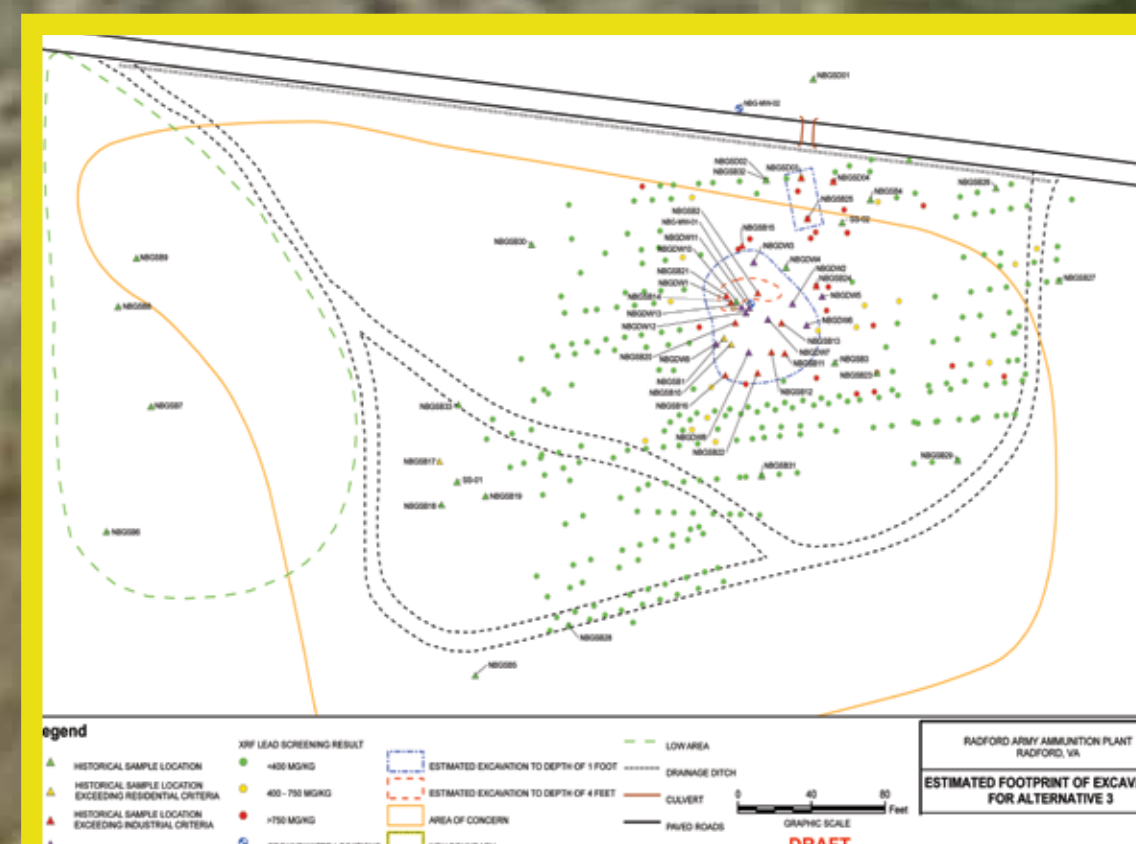 NBGSD01
NBG-MW-02
NBGSD02
NBGSB32
NBGSD03
NBGSD04
NBGSB26
NBGSB4
NBGSB25
SS-02
NBGSB2
NBG-MW-01
NBGSB15
NBGDW11
NBGDW10
NBGDW3
NBGSB30
NBGSB9
NBGDW4
NBGDW2
NBGSB24
NBGSB21
NBGDW1
NBGSB27
NBGSB14
NBGDW5
NBGSB8
NBGDW13
NBGDW12
NBGDW6
NBGSB13
NBGSB20
NBGDW7
NBGSB3
NBGSB11
NBGSB23
NBGSB1
NBGSB10
NBGSB12
NBGSB7
NBGSB33
NBGSB16
NBGDW8
NBGSB22
NBGSB17
NBGSB29
NBGSB31
SS-01
NBGSB19
NBGSB18
NBGSB6
NBGSB28
NBGSB5
egend
HISTORICAL SAMPLE LOCATION
HISTORICAL SAMPLE LOCATION
EXCEEDING RESIDENTIAL CRITERIA
HISTORICAL SAMPLE LOCATION
EXCEEDING INDUSTRIAL CRITERIA
XRF LEAD SCREENING RESULT
<400 MG/KG
400 - 750 MG/KG
>750 MG/KG
ESTIMATED EXCAVATION TO DEPTH OF 1 FOOT
ESTIMATED EXCAVATION TO DEPTH OF 4 FEET
AREA OF CONCERN
LOW AREA
DRAINAGE DITCH
CULVERT
PAVED ROADS
0 40 80
Feet
GRAPHIC SCALE
DRAFT
RADFORD ARMY AMMUNITION PLANT
RADFORD, VA
ESTIMATED FOOTPRINT OF EXCAVA
FOR ALTERNATIVE 3